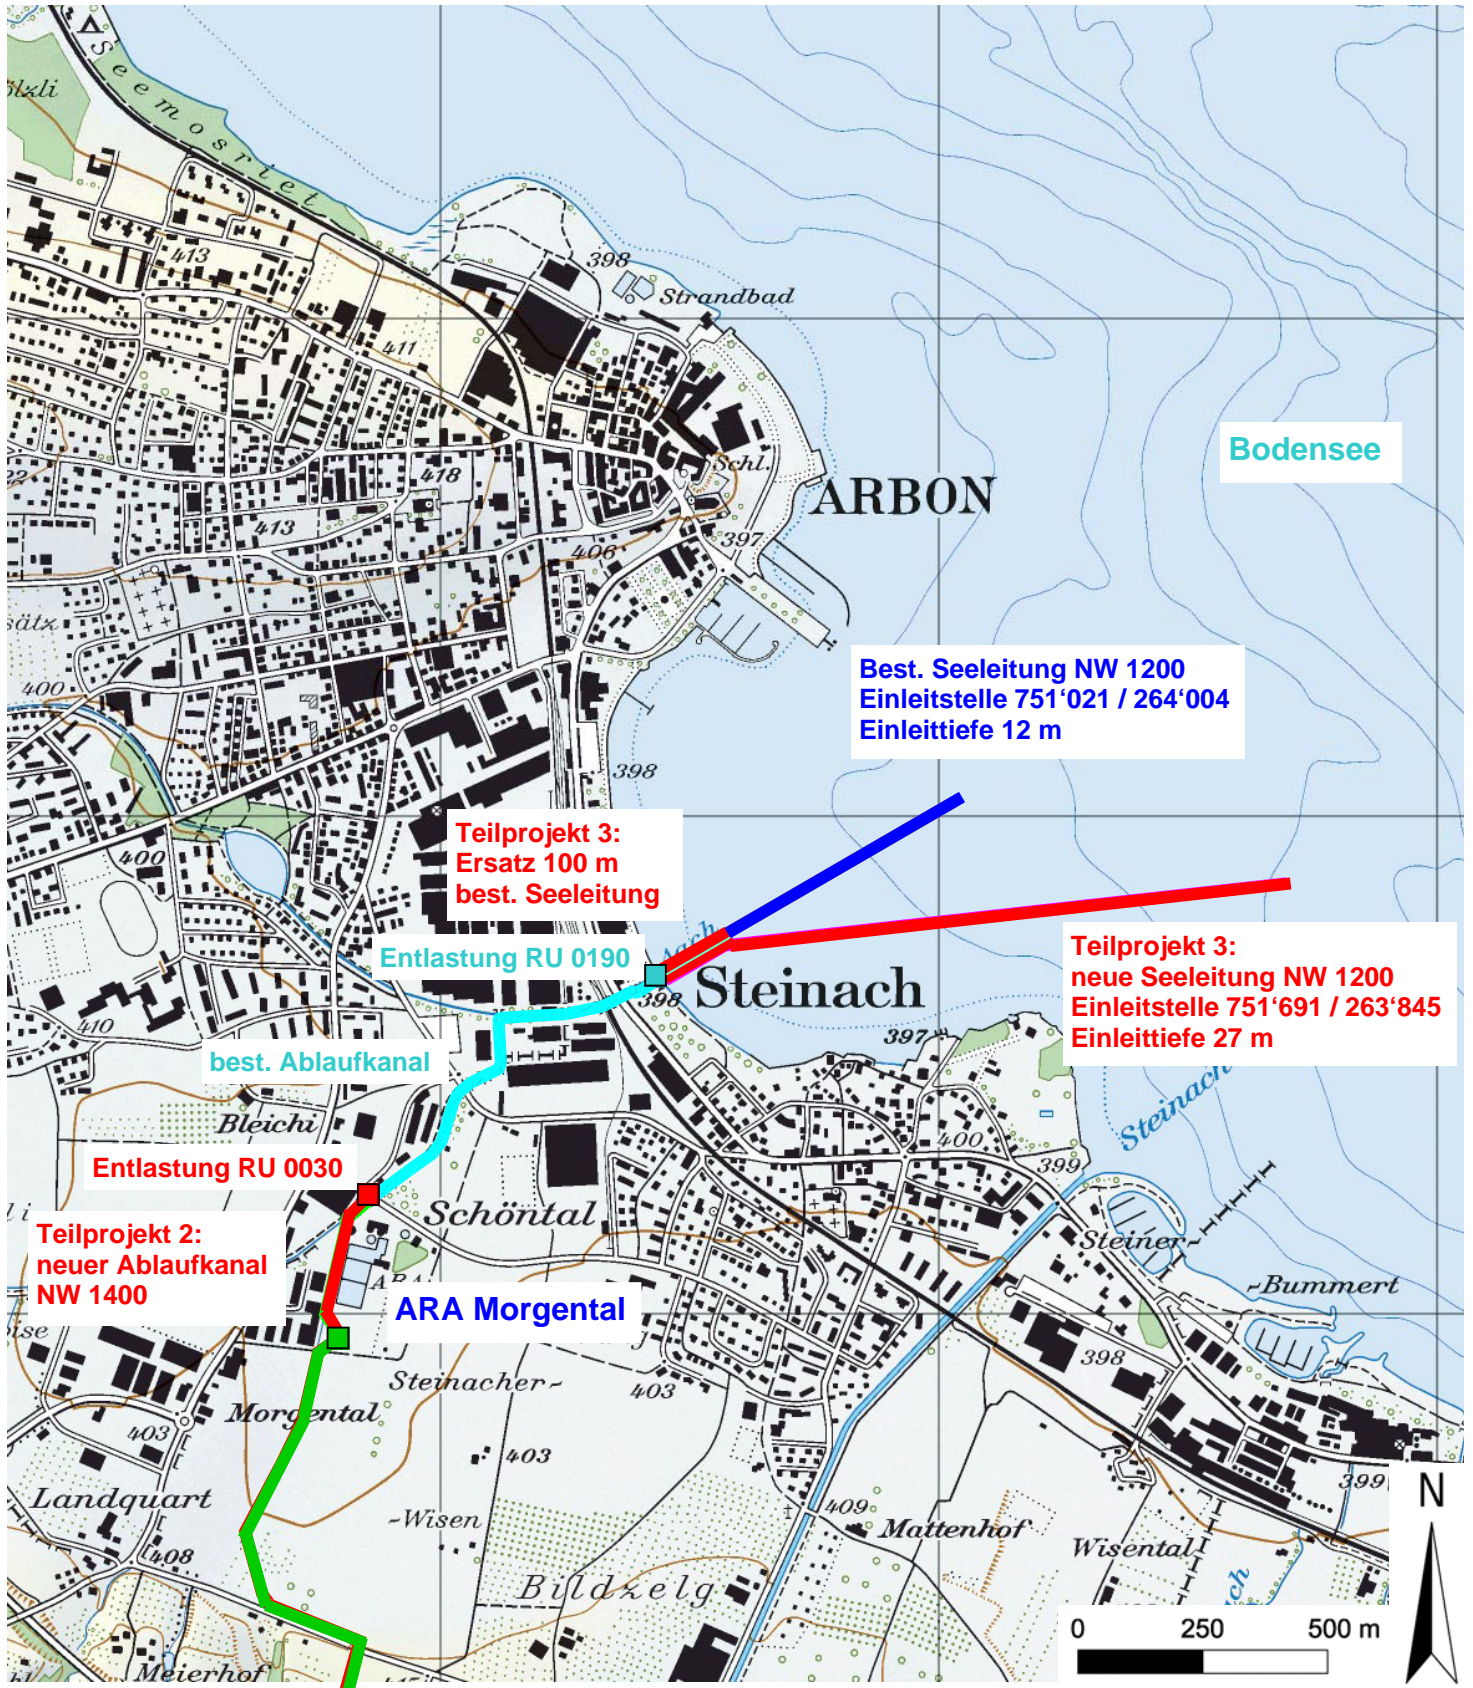 Seemosriet
413
398
Strandbad
411
Bodensee
418
Schl.
ARBON
413
406
397
400
Best. Seeleitung NW 1200
Einleitstelle 751‘021 / 264‘004
Einleittiefe 12 m
398
Teilprojekt 3:
Ersatz 100 m
best. Seeleitung
400
Aach
Entlastung RU 0190
Teilprojekt 3:
neue Seeleitung NW 1200
Einleitstelle 751‘691 / 263‘845
Einleittiefe 27 m
398
Steinach
410
397
best. Ablaufkanal
Bleichi
Steinach
400
399
Entlastung RU 0030
Schöntal
Teilprojekt 2:
neuer Ablaufkanal
NW 1400
Steiner-
ARA
ARA Morgental
-Bummert
398
Steinacher-
403
Morgental
403
403
399
Landquart
-Wisen
409
Mattenhof
Wisental
408
Bildzelg
N
0 250 500 m
Meierhof